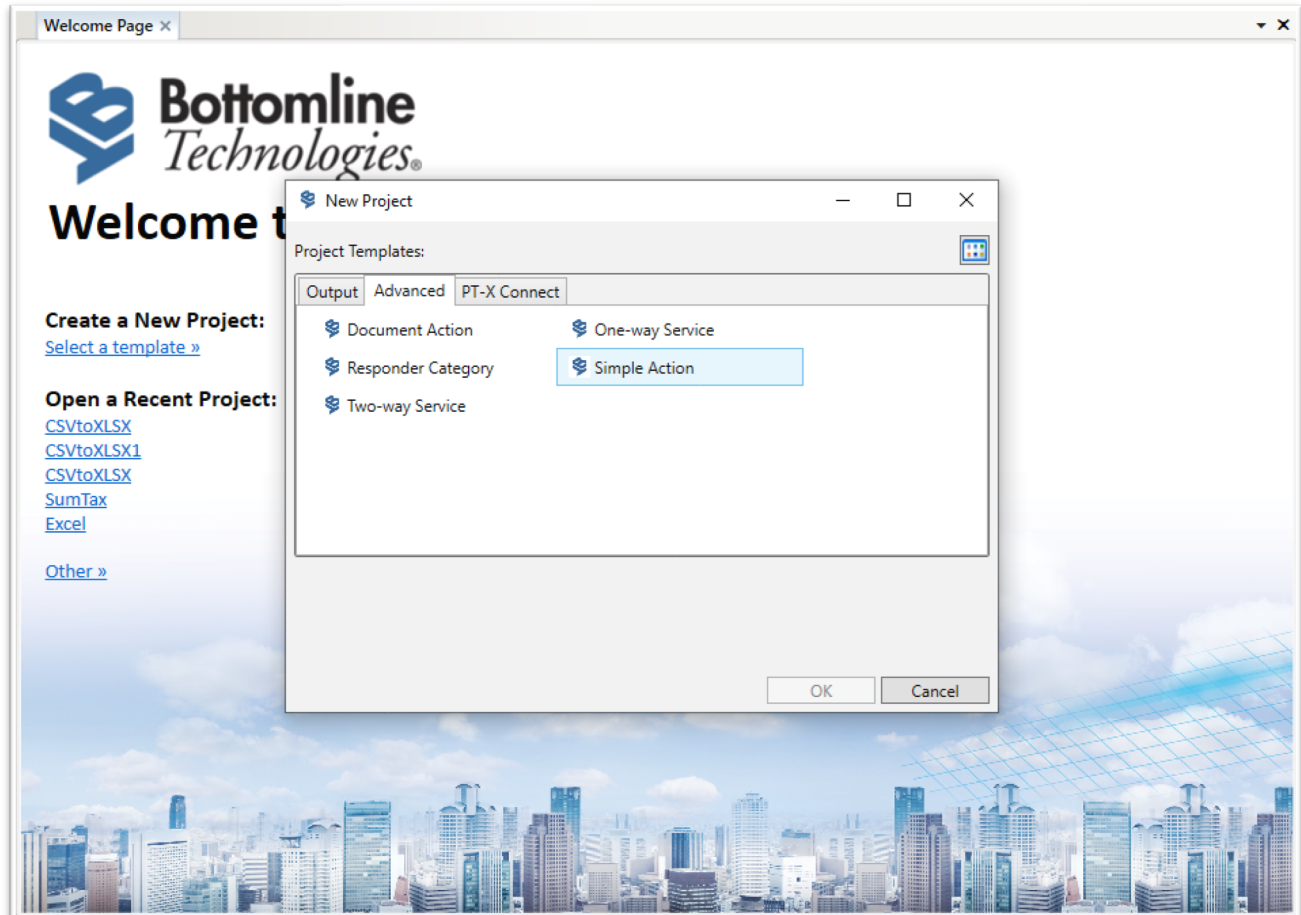 Welcome Page
Bottomline
Technologies®
New Project
Welcome t
Project Templates:
Output Advanced PT-X Connect
Create a New Project:
Select a template »
Open a Recent Project:
CSVtoXLSX
CSVtoXLSX1
CSVtoXLSX
SumTax
Excel
Other »
Document Action One-way Service
Responder Category Simple Action
Two-way Service
OK Cancel